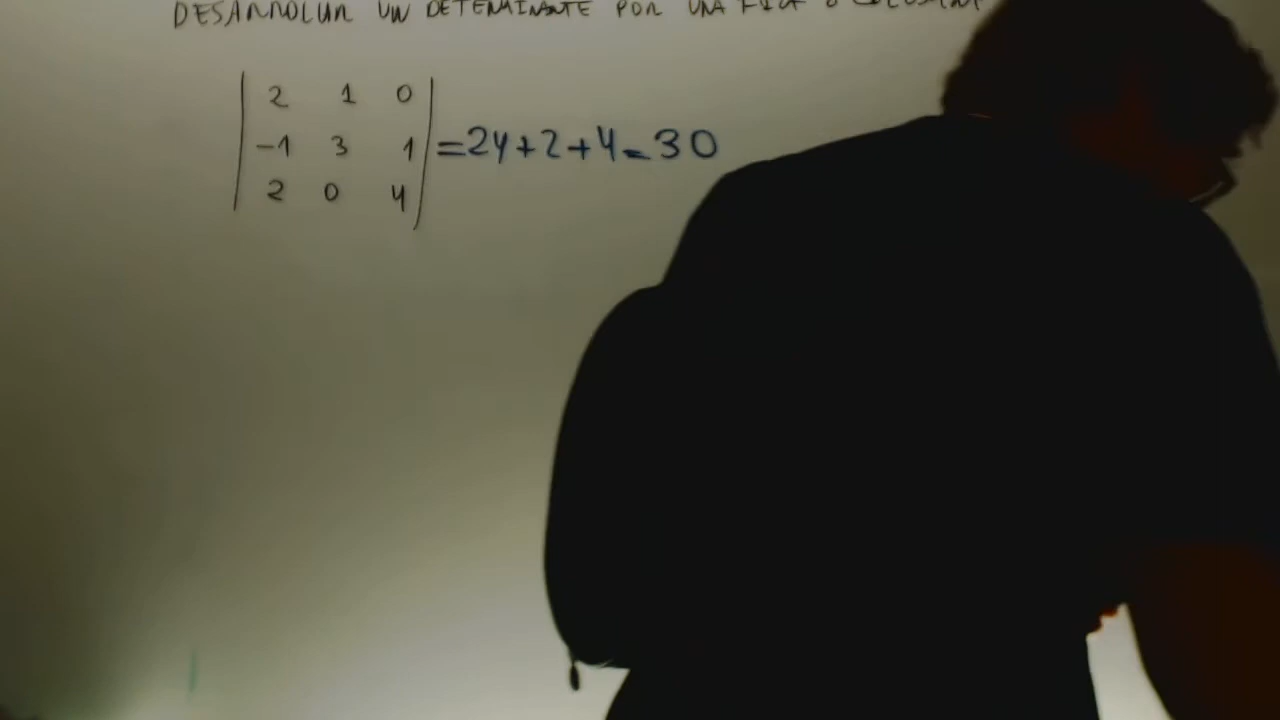 DESARROLLAR UN DETERMINANTE POR UNA FILA O
2 1 0
-1 3 1 =24+2+4=30
2 0 4